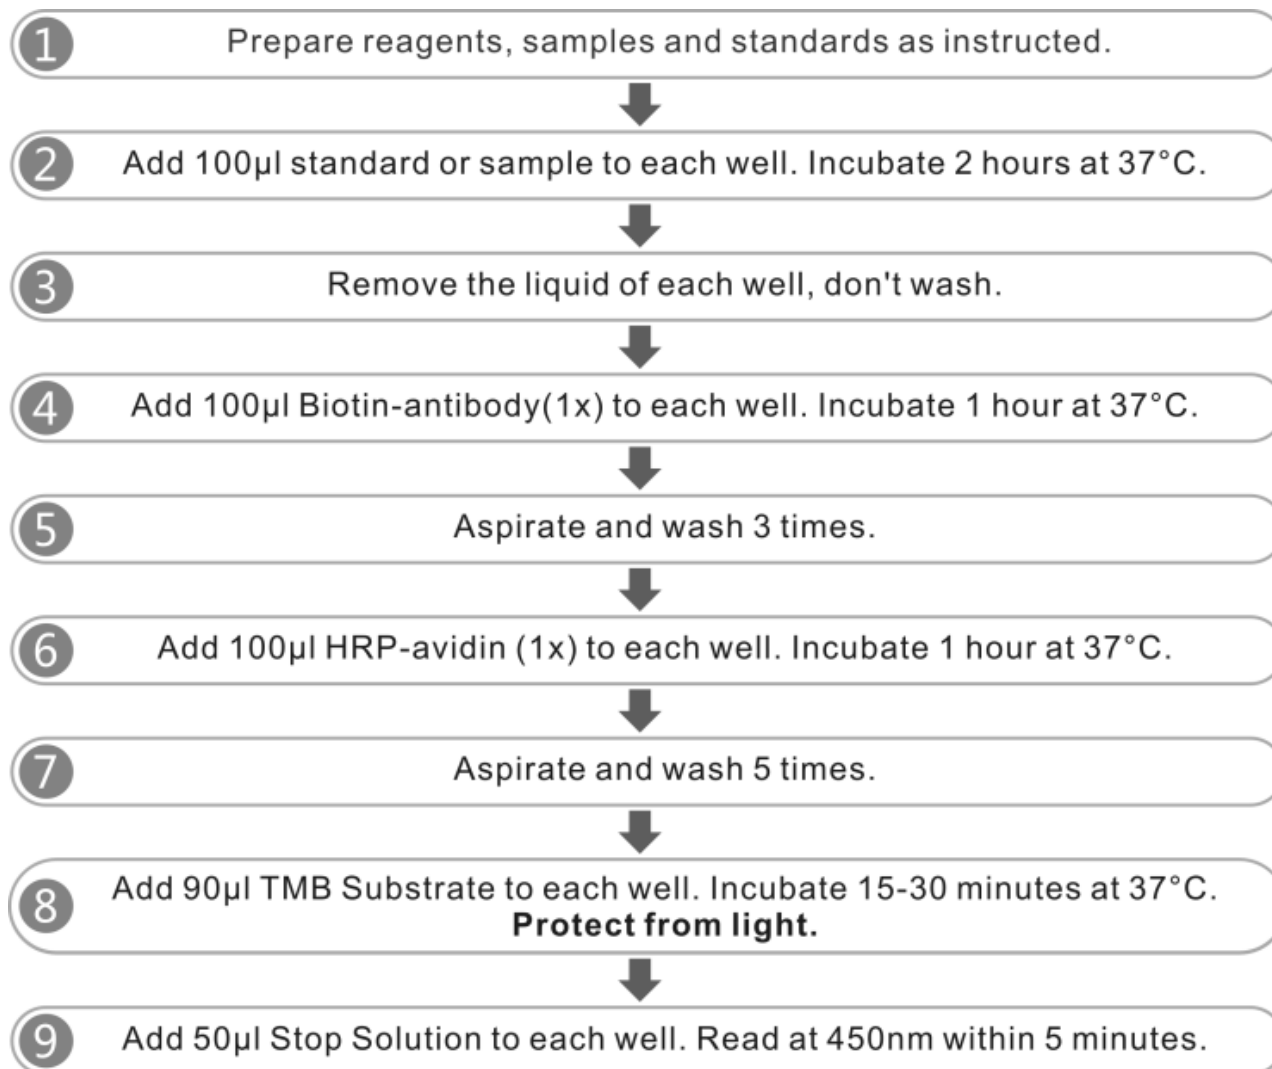 1 Prepare reagents, samples and standards as instructed.
2 Add 100µl standard or sample to each well. Incubate 2 hours at 37°C.
3 Remove the liquid of each well, don't wash.
4 Add 100µl Biotin-antibody(1x) to each well. Incubate 1 hour at 37°C.
5 Aspirate and wash 3 times.
6 Add 100µl HRP-avidin (1x) to each well. Incubate 1 hour at 37°C.
7 Aspirate and wash 5 times.
8 Add 90µl TMB Substrate to each well. Incubate 15-30 minutes at 37°C.
Protect from light.
9 Add 50µl Stop Solution to each well. Read at 450nm within 5 minutes.